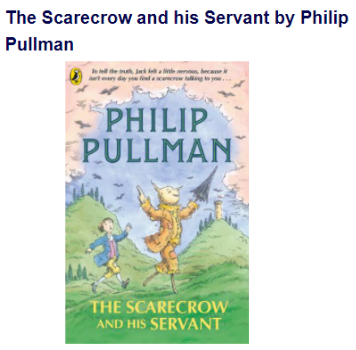 The Scarecrow and his Servant by Philip
Pullman
To tell the truth, Jack felt a little nervous, because it
isn't every day you find a scarecrow talking to you . . .
PHILIP
PULLMAN
THE SCARECROW
AND HIS SERVANT